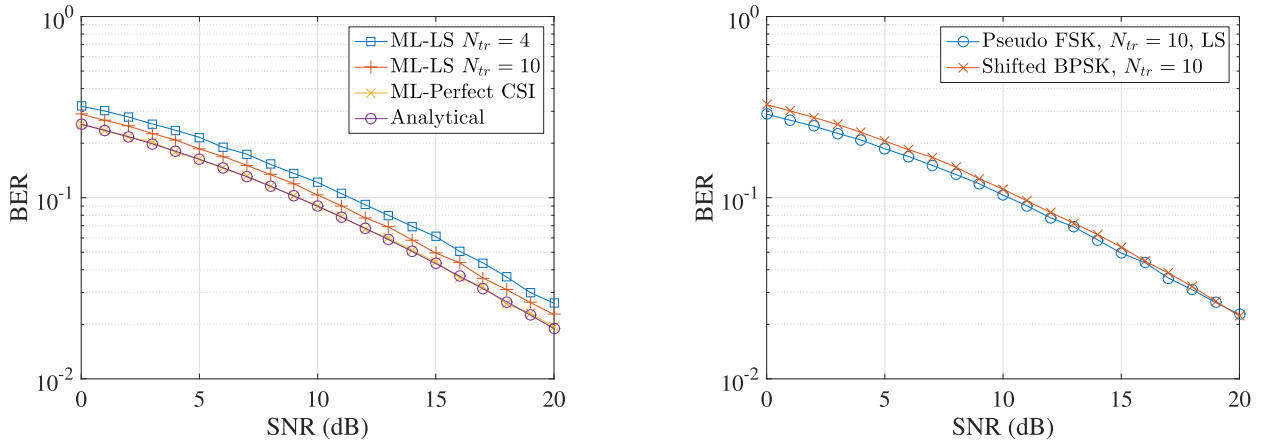 10^0
10^-1
10^-2
BER
0 5 10 15 20
SNR (dB)
ML-LS N_tr = 4
ML-LS N_tr = 10
ML-Perfect CSI
Analytical
10^0
10^-1
10^-2
BER
0 5 10 15 20
SNR (dB)
Pseudo FSK, N_tr = 10, LS
Shifted BPSK, N_tr = 10